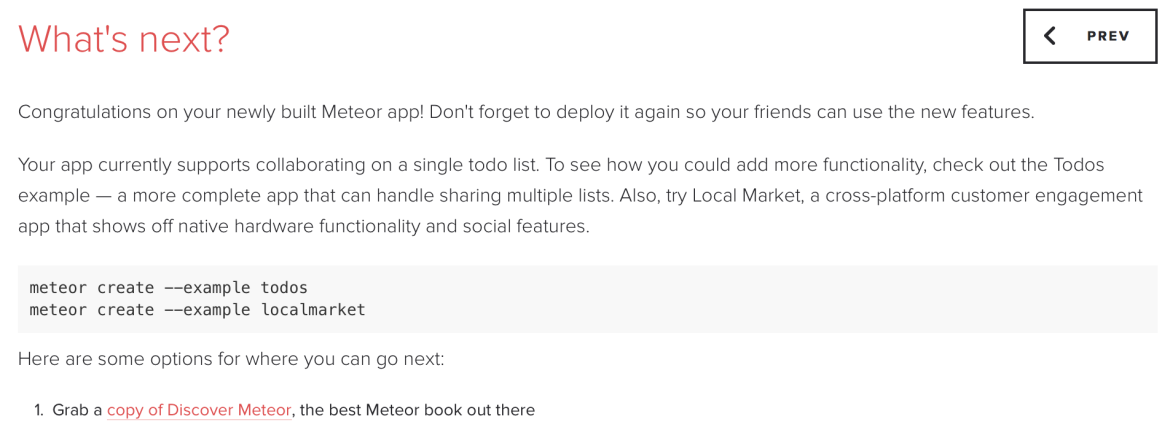 What's next?
PREV
Congratulations on your newly built Meteor app! Don't forget to deploy it again so your friends can use the new features.
Your app currently supports collaborating on a single todo list. To see how you could add more functionality, check out the Todos
example — a more complete app that can handle sharing multiple lists. Also, try Local Market, a cross-platform customer engagement
app that shows off native hardware functionality and social features.
meteor create --example todos
meteor create --example localmarket
Here are some options for where you can go next:
1. Grab a copy of Discover Meteor, the best Meteor book out there